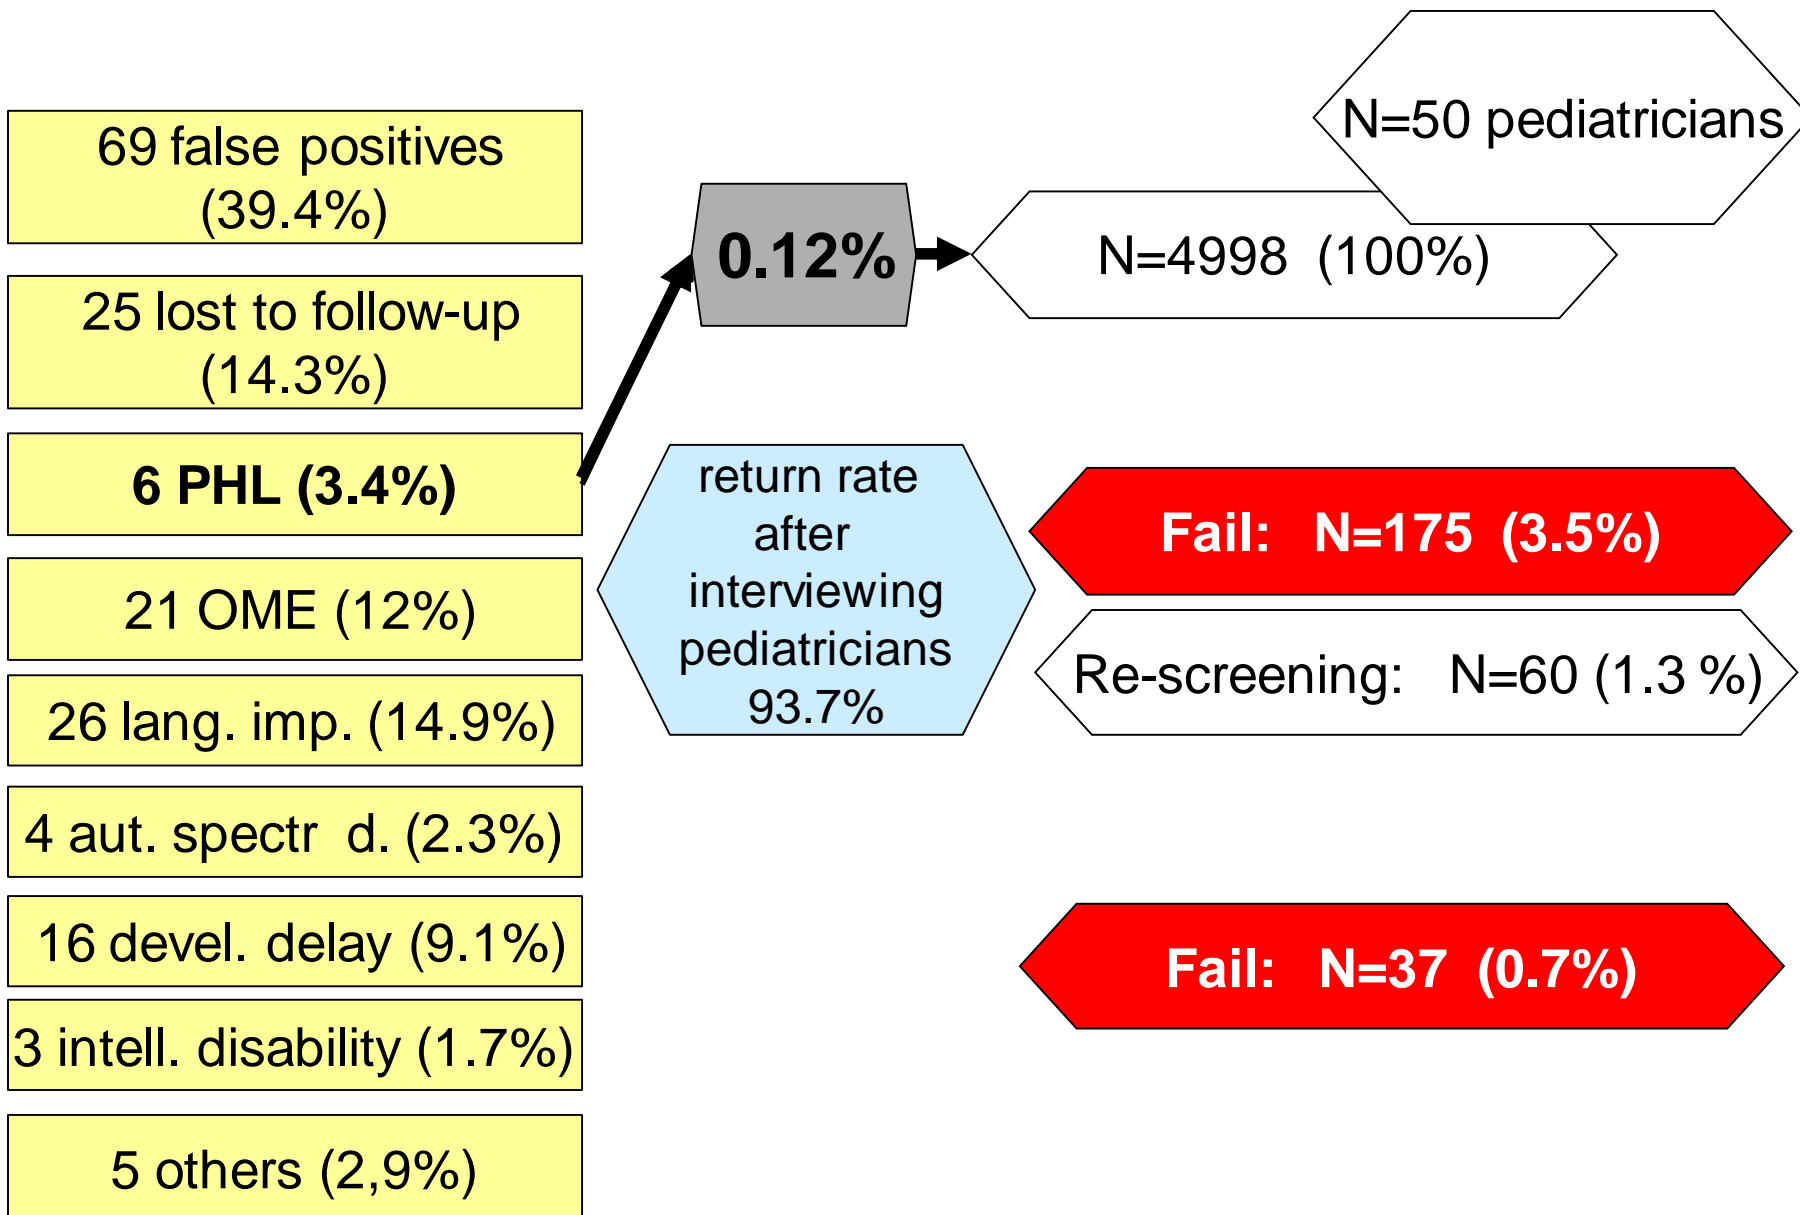 69 false positives
(39.4%)
25 lost to follow-up
(14.3%)
6 PHL (3.4%)
21 OME (12%)
26 lang. imp. (14.9%)
4 aut. spectr d. (2.3%)
16 devel. delay (9.1%)
3 intell. disability (1.7%)
5 others (2,9%)
0.12%
return rate
after
interviewing
pediatricians
93.7%
N=50 pediatricians
N=4998 (100%)
Fail: N=175 (3.5%)
Re-screening: N=60 (1.3 %)
Fail: N=37 (0.7%)